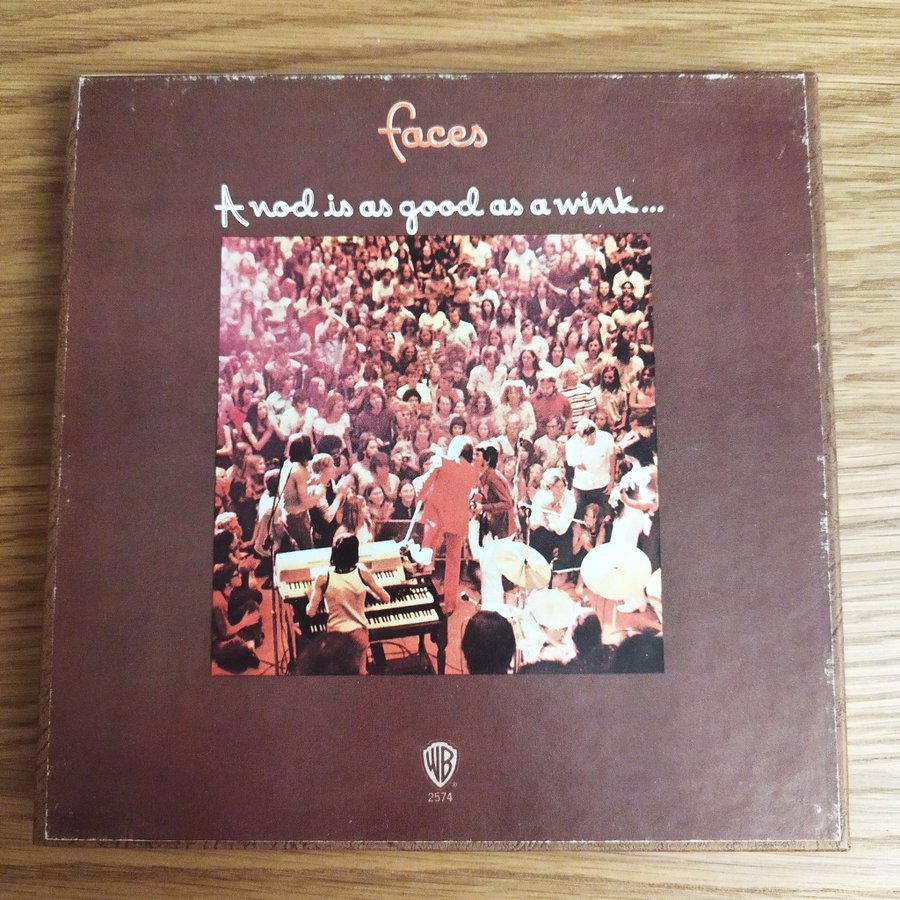 faces
A nod is as good as a wink...
WB
2574